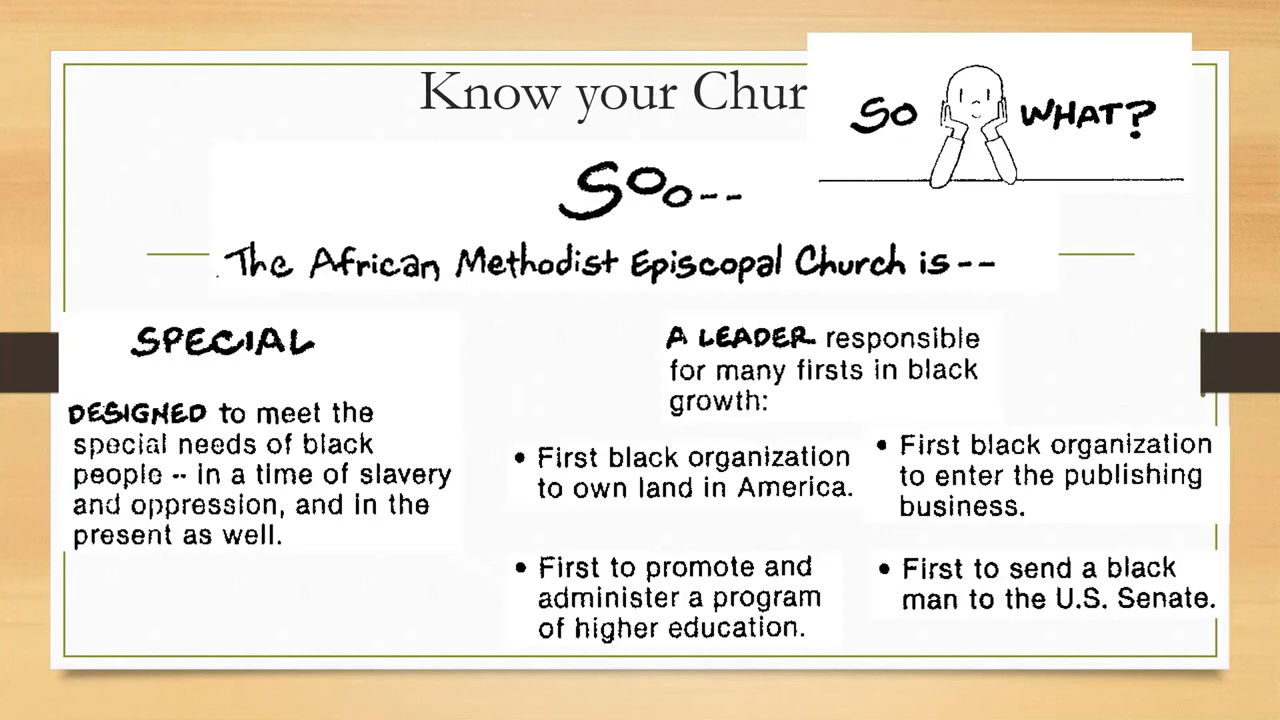 Know your Chur
SO WHAT?
Soo--
The African Methodist Episcopal Church is--
SPECIAL
DESIGNED to meet the
special needs of black
people -- in a time of slavery
and oppression, and in the
present as well.
A LEADER responsible
for many firsts in black
growth:
• First black organization
to own land in America.
• First to promote and
administer a program
of higher education.
• First black organization
to enter the publishing
business.
• First to send a black
man to the U.S. Senate.